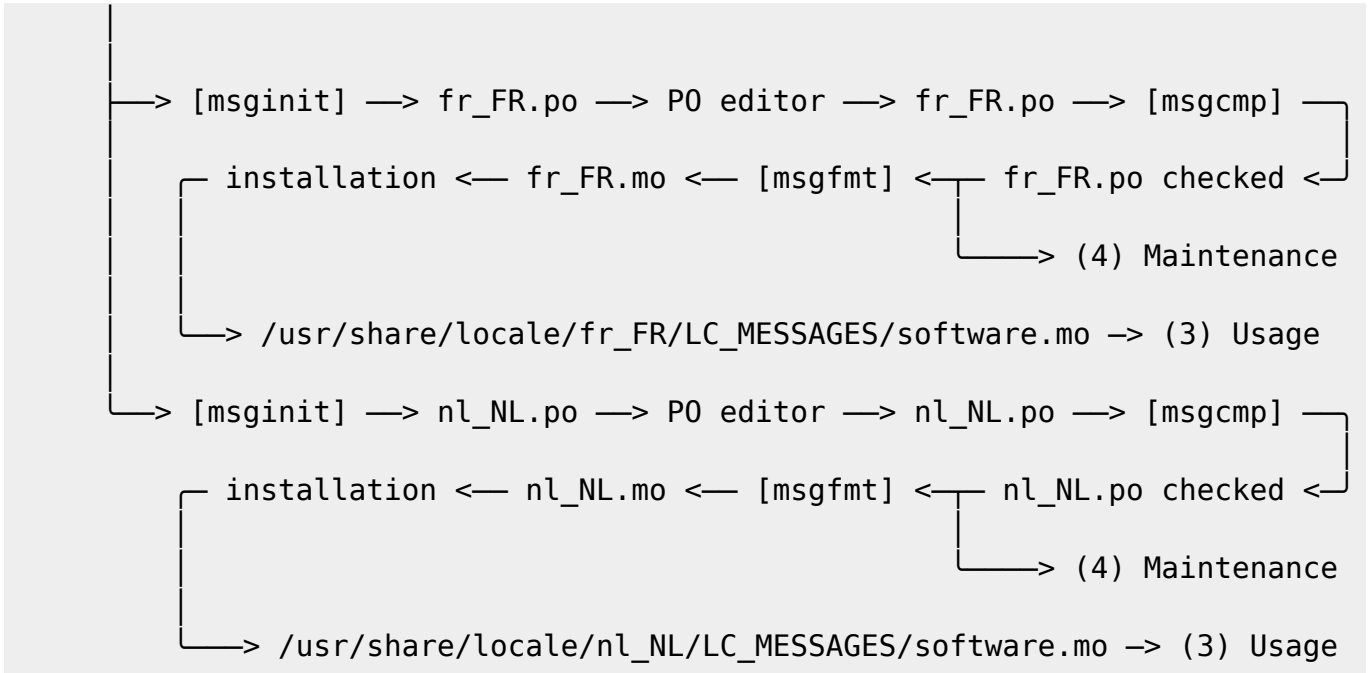 ├──> [msginit] ──> fr_FR.po ──> PO editor ──> fr_FR.po ──> [msgcmp] ──╮
╭─ installation <── fr_FR.mo <── [msgfmt] <─┬─ fr_FR.po checked <─╯
╰────> (4) Maintenance
╰──> /usr/share/locale/fr_FR/LC_MESSAGES/software.mo ─> (3) Usage
╰──> [msginit] ──> nl_NL.po ──> PO editor ──> nl_NL.po ──> [msgcmp] ──╮
╭─ installation <── nl_NL.mo <── [msgfmt] <─┬─ nl_NL.po checked <─╯
╰────> (4) Maintenance
╰───> /usr/share/locale/nl_NL/LC_MESSAGES/software.mo ─> (3) Usage